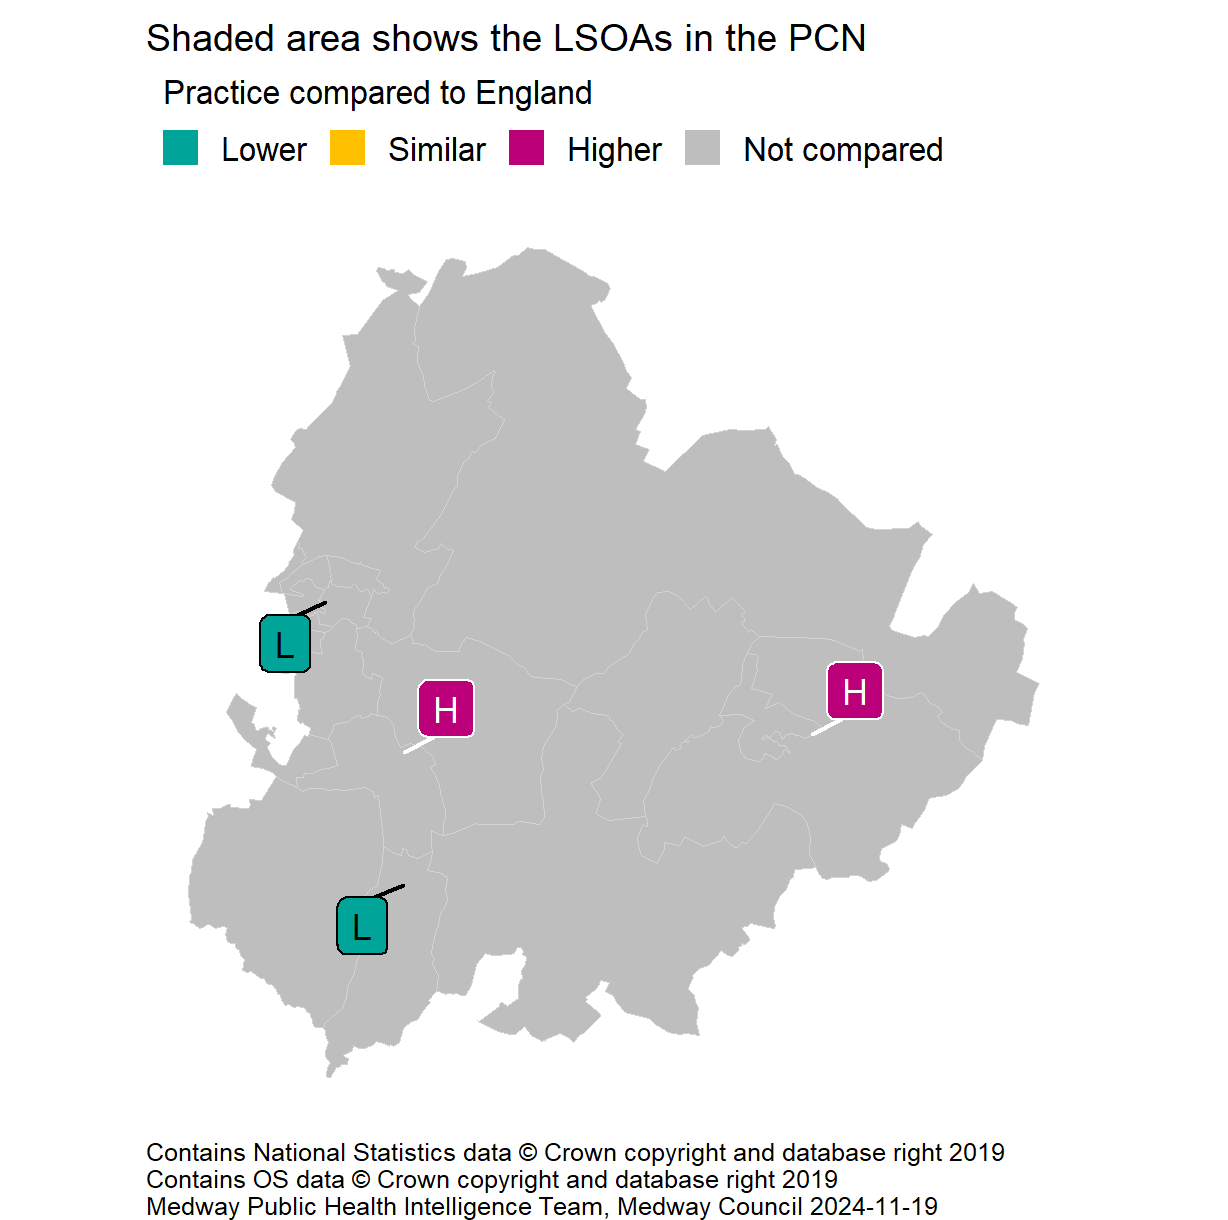 Shaded area shows the LSOAs in the PCN
Practice compared to England
Lower Similar Higher Not compared
L
H
H
L
Contains National Statistics data © Crown copyright and database right 2019
Contains OS data © Crown copyright and database right 2019
Medway Public Health Intelligence Team, Medway Council 2024-11-19